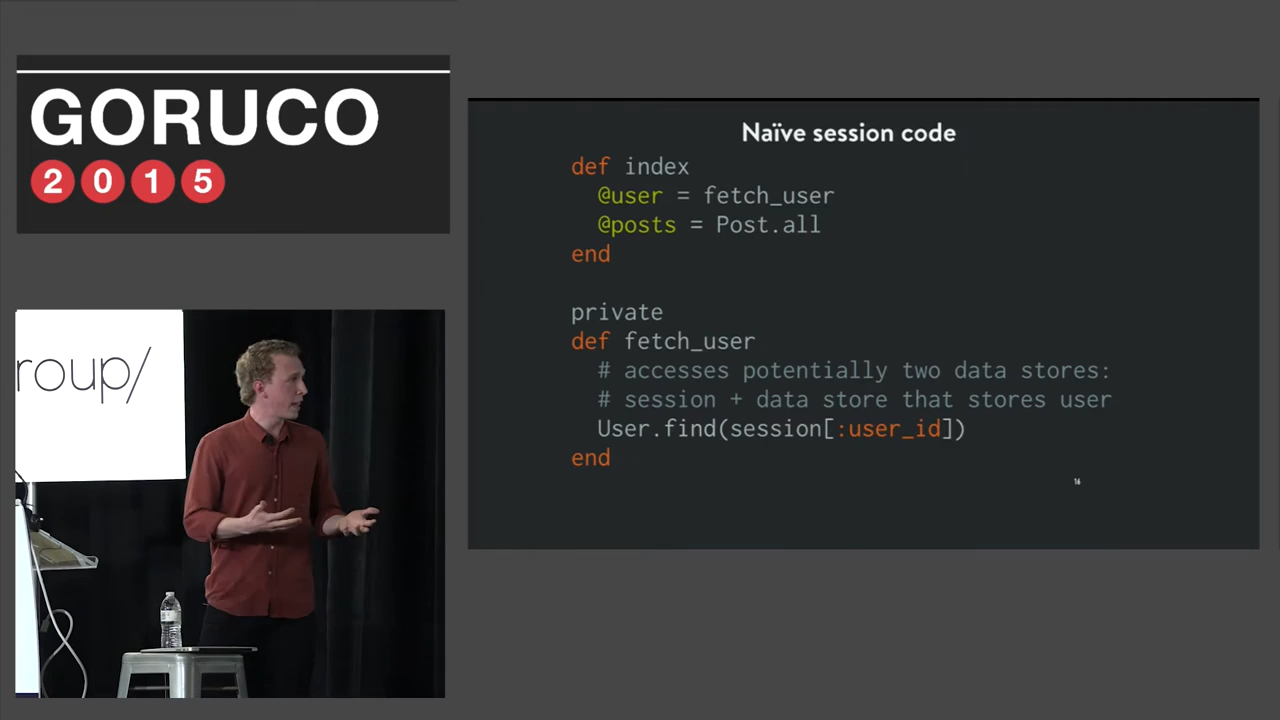 GORUCO
2015
roup/
Naïve session code
def index
@user = fetch_user
@posts = Post.all
end
private
def fetch_user
# accesses potentially two data stores:
# session + data store that stores user
User.find(session[:user_id])
end
16